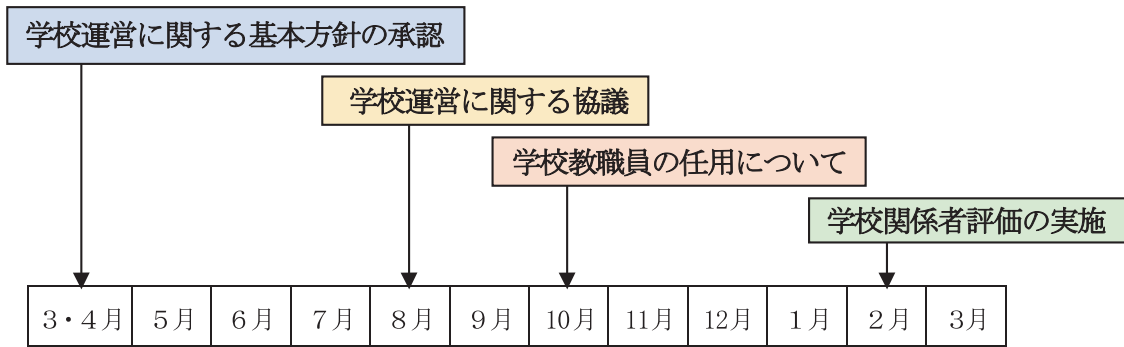 学校運営に関する基本方針の承認
学校運営に関する協議
学校教職員の任用について
学校関係者評価の実施
3・4月 5月 6月 7月 8月 9月 10月 11月 12月 1月 2月 3月